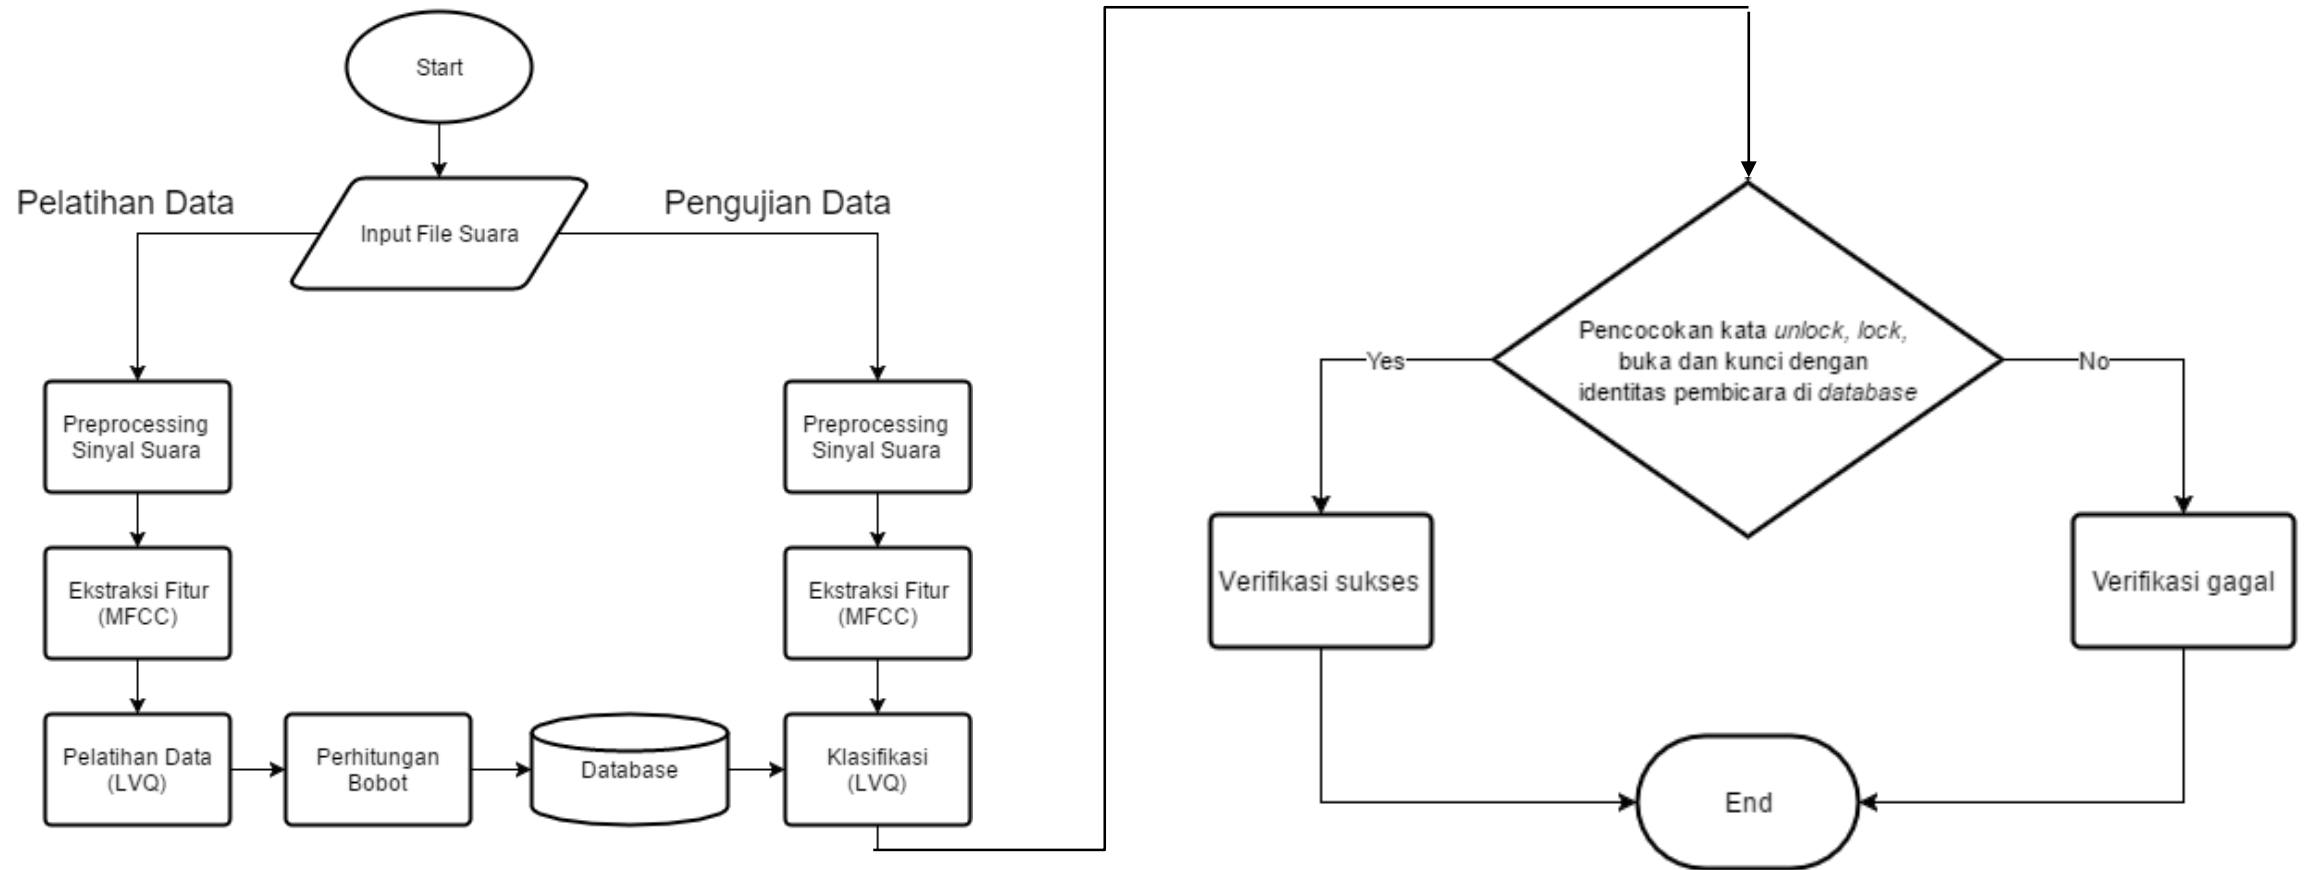 Start
Pelatihan Data
Input File Suara
Pengujian Data
Preprocessing
Sinyal Suara
Ekstraksi Fitur
(MFCC)
Pelatihan Data
(LVQ)
Perhitungan
Bobot
Database
Preprocessing
Sinyal Suara
Ekstraksi Fitur
(MFCC)
Klasifikasi
(LVQ)
Pencocokan kata unlock, lock,
buka dan kunci dengan
identitas pembicara di database
Yes
No
Verifikasi sukses
Verifikasi gagal
End